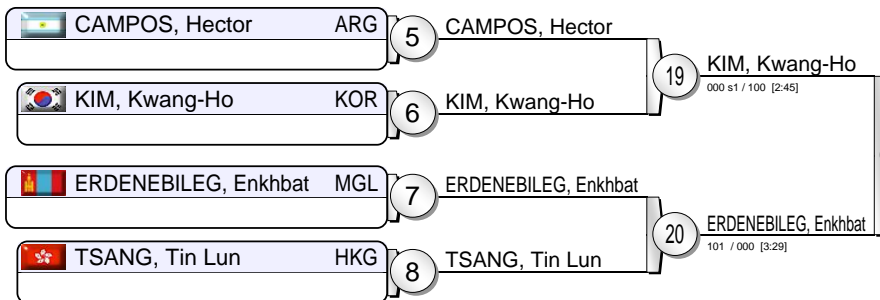 CAMPOS, Hector ARG
5
CAMPOS, Hector
KIM, Kwang-Ho KOR
6
KIM, Kwang-Ho
19
KIM, Kwang-Ho
000 s1 / 100 [2:45]
ERDENEBILEG, Enkhbat MGL
7
ERDENEBILEG, Enkhbat
TSANG, Tin Lun HKG
8
TSANG, Tin Lun
20
ERDENEBILEG, Enkhbat
101 / 000 [3:29]